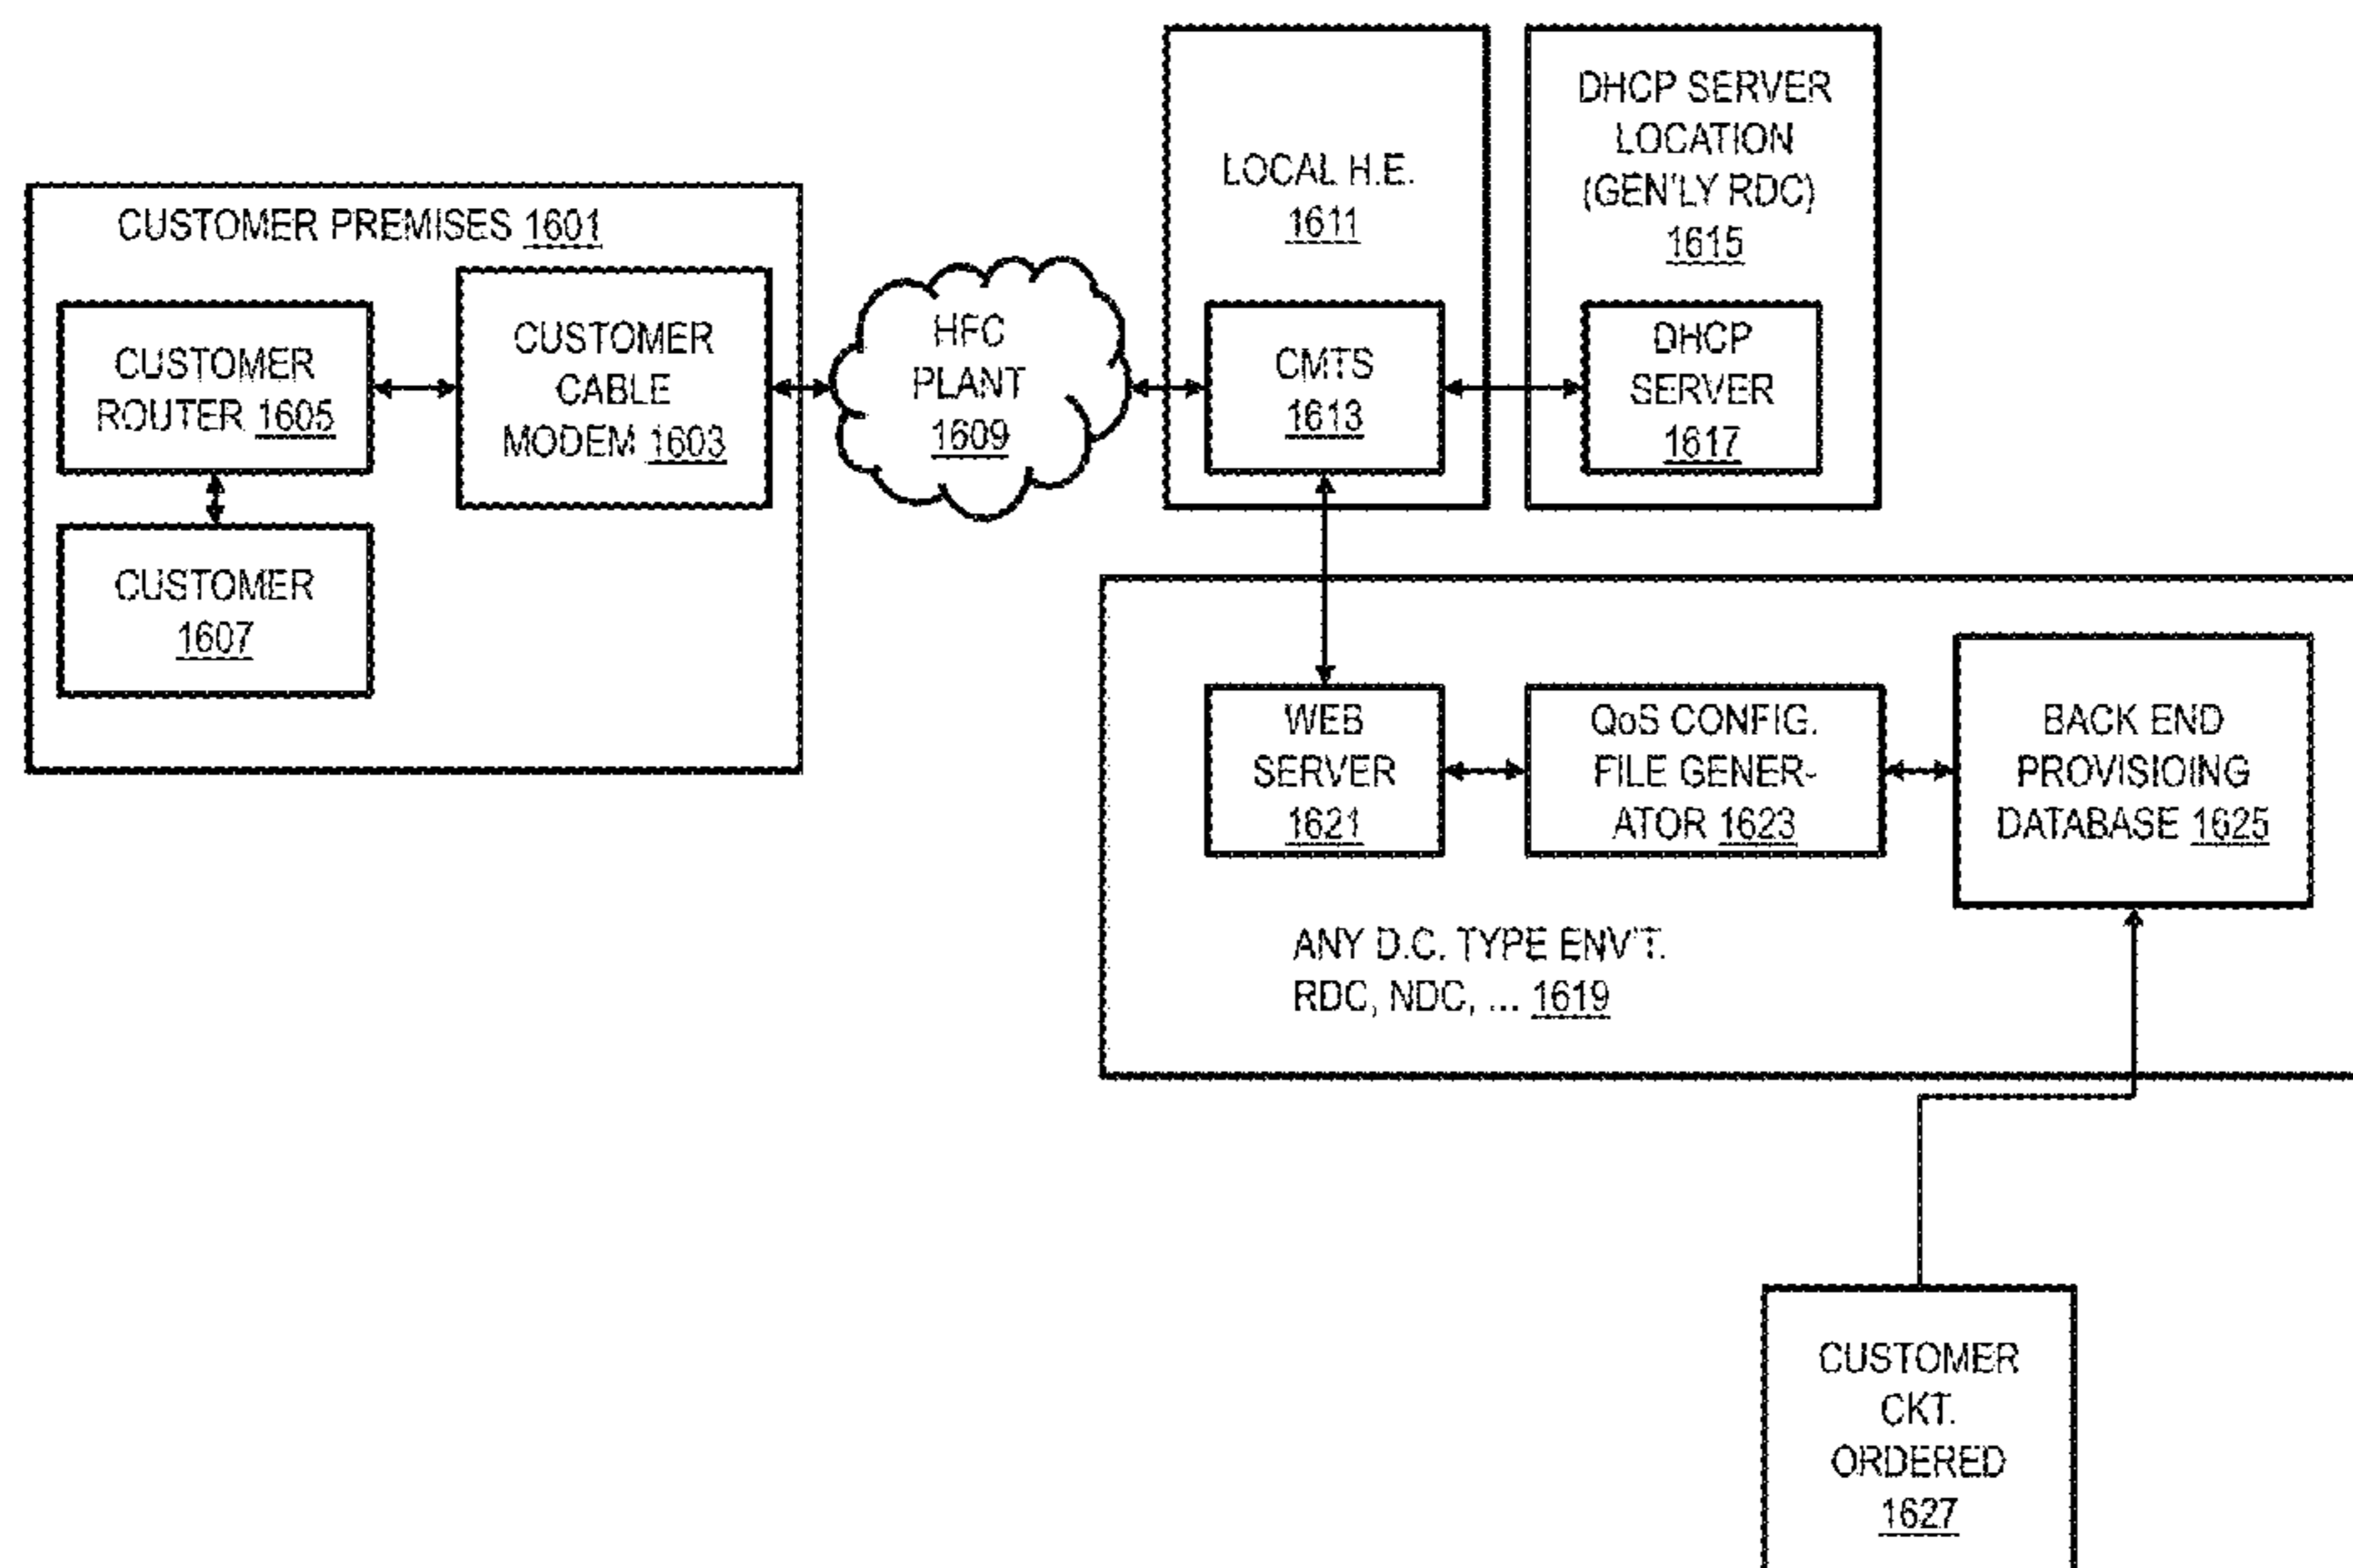 CUSTOMER PREMISES 1601
CUSTOMER
ROUTER 1605
CUSTOMER
CABLE
MODEM 1603
CUSTOMER
1607
HFC
PLANT
1609
LOCAL H.E.
1611
CMTS
1613
DHCP SERVER
LOCATION
(GEN'LY RDC)
1615
DHCP
SERVER
1617
WEB
SERVER
1621
QoS CONFIG.
FILE GENER-
ATOR 1623
BACK END
PROVISIOING
DATABASE 1625
ANY D.C. TYPE ENV'T.
RDC, NDC, ... 1619
CUSTOMER
CKT.
ORDERED
1627